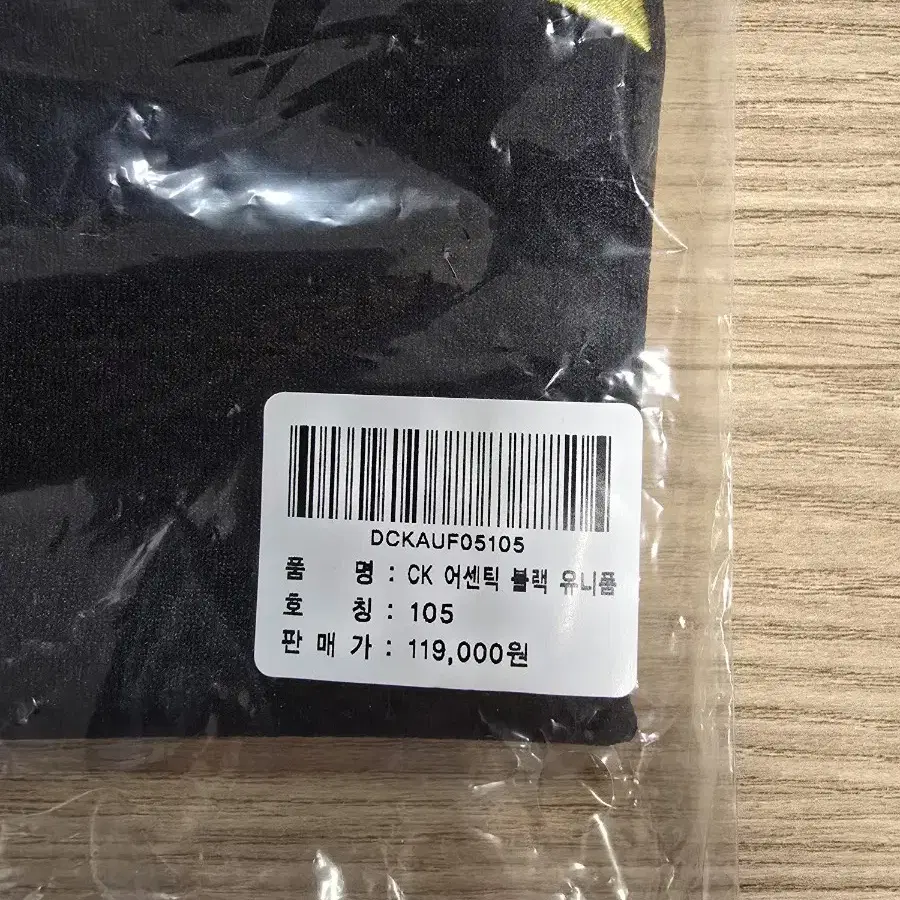 DCKAUF05105
품 명 : CK 어센틱 블랙 유니폼
호 칭 : 105
판 매 가 : 119,000원